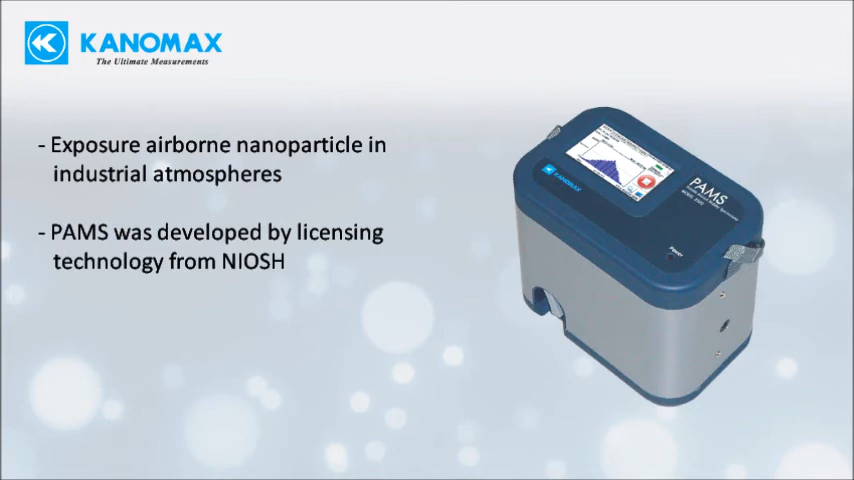 KANOMAX
The Ultimate Measurements
- Exposure airborne nanoparticle in
industrial atmospheres
- PAMS was developed by licensing
technology from NIOSH
KANOMAX
PAMS
Power